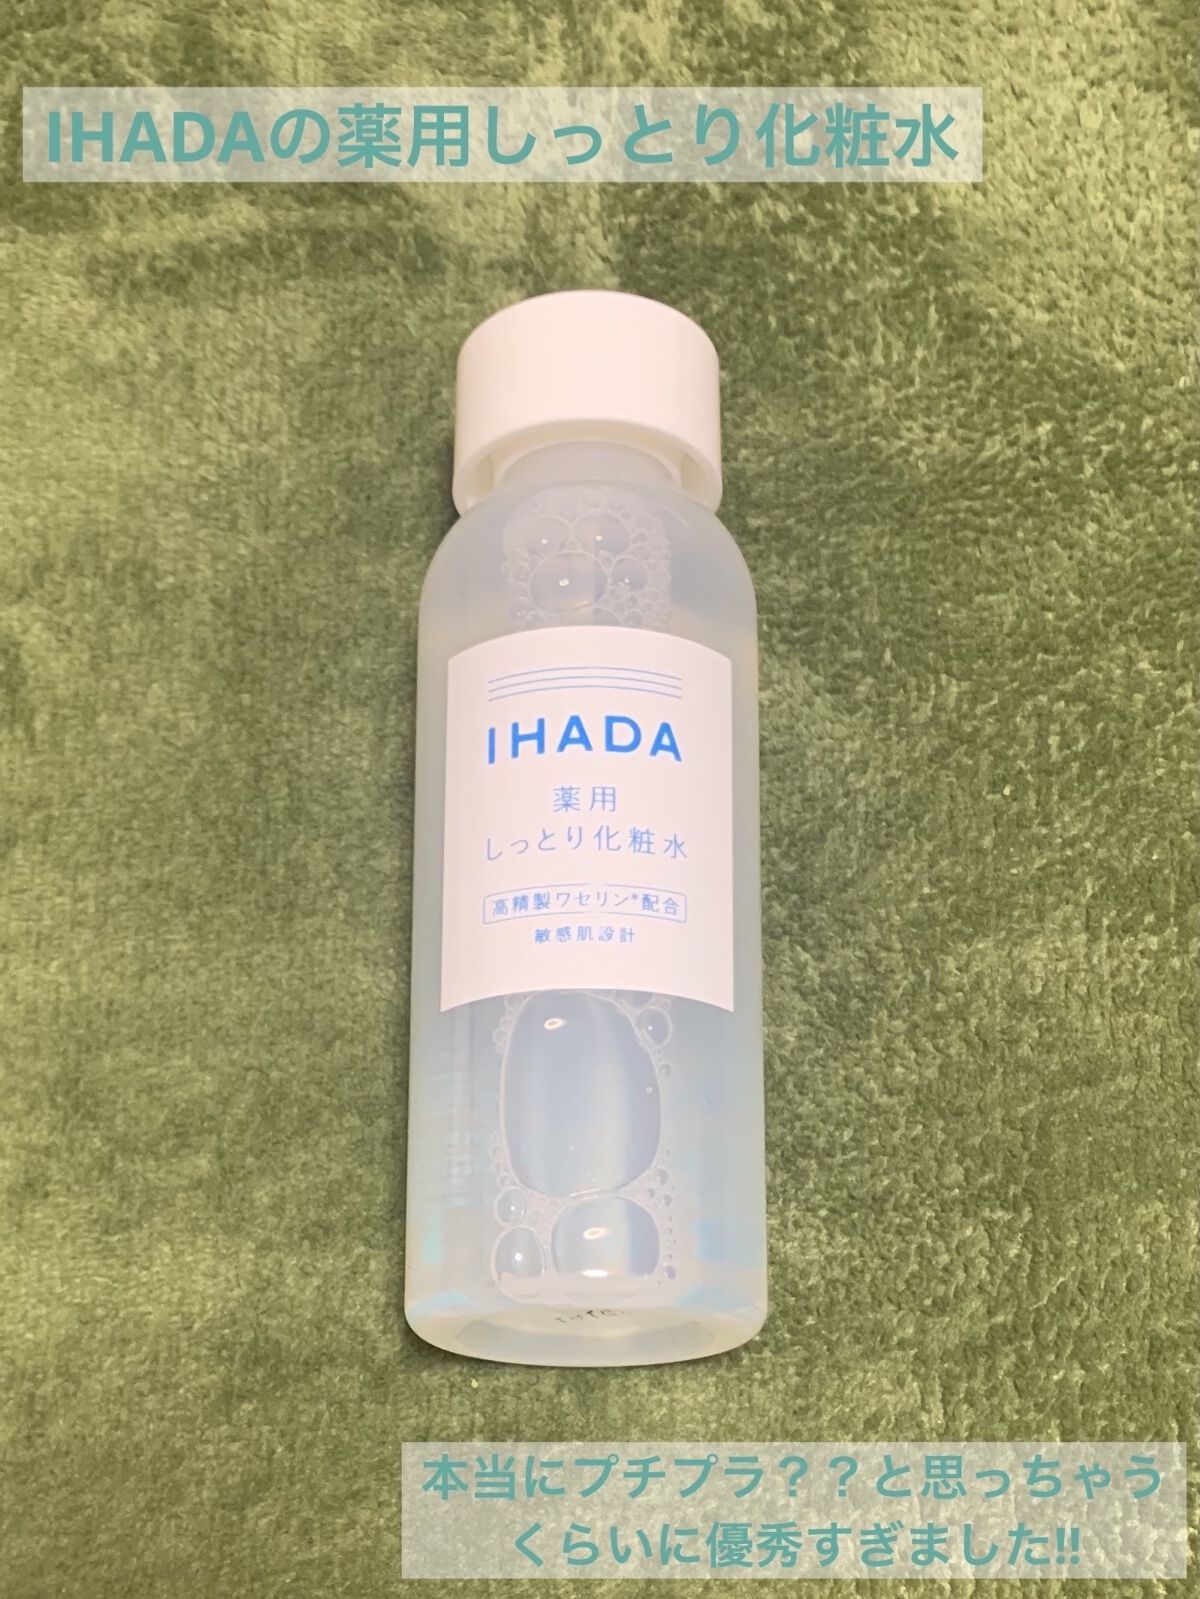 IHADAの薬用しっとり化粧水
IHADA
薬用
しっとり化粧水
高精製ワセリン*配合
敏感肌設計
本当にプチプラ？？と思っちゃう
くらいに優秀すぎました!!